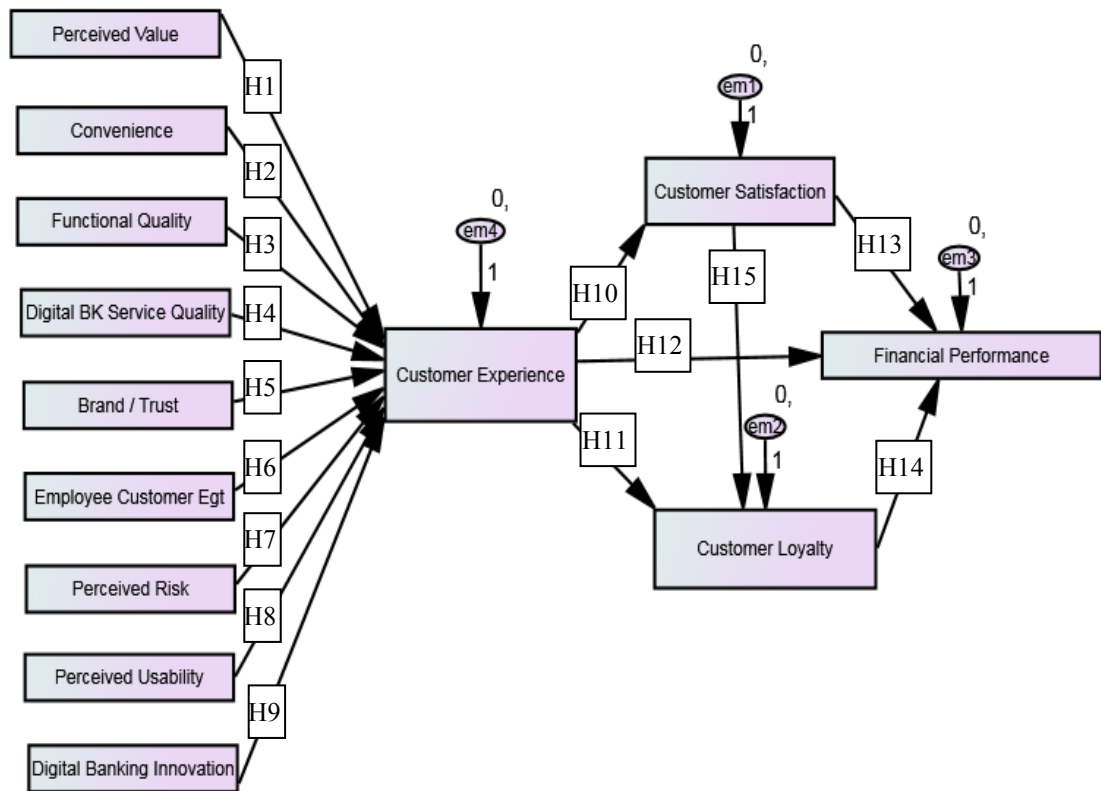 Perceived Value
H1
Convenience
H2
Functional Quality
H3
Digital BK Service Quality
H4
Brand / Trust
H5
Employee Customer Egt
H6
Perceived Risk
H7
Perceived Usability
H8
Digital Banking Innovation
H9
0,
em4
1
Customer Experience
H10
H12
H11
0,
em1
1
Customer Satisfaction
H15
H13
0,
em2
1
Customer Loyalty
H14
0,
em3
1
Financial Performance